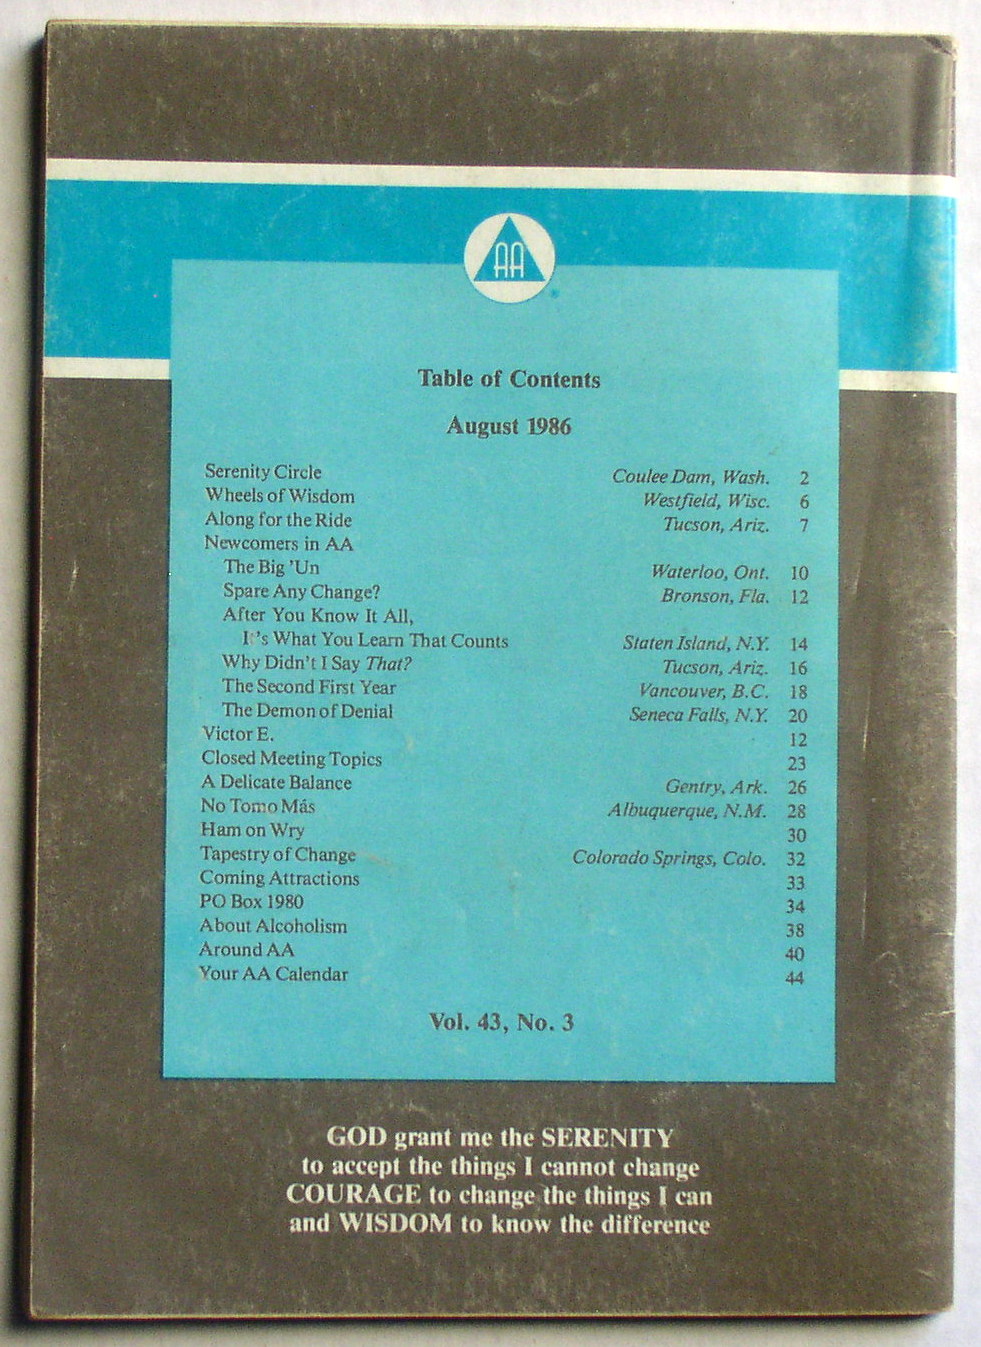 AA
Table of Contents
August 1986
Serenity Circle Coulee Dam, Wash. 2
Wheels of Wisdom Westfield, Wisc. 6
Along for the Ride Tucson, Ariz. 7
Newcomers in AA
The Big 'Un Waterloo, Ont. 10
Spare Any Change? Bronson, Fla. 12
After You Know It All,
It's What You Learn That Counts Staten Island, N.Y. 14
Why Didn't I Say That? Tucson, Ariz. 16
The Second First Year Vancouver, B.C. 18
The Demon of Denial Seneca Falls, N.Y. 20
Victor E. 12
Closed Meeting Topics 23
A Delicate Balance Gentry, Ark. 26
No Tomo Más Albuquerque, N.M. 28
Ham on Wry 30
Tapestry of Change Colorado Springs, Colo. 32
Coming Attractions 33
PO Box 1980 34
About Alcoholism 38
Around AA 40
Your AA Calendar 44
Vol. 43, No. 3
GOD grant me the SERENITY
to accept the things I cannot change
COURAGE to change the things I can
and WISDOM to know the difference